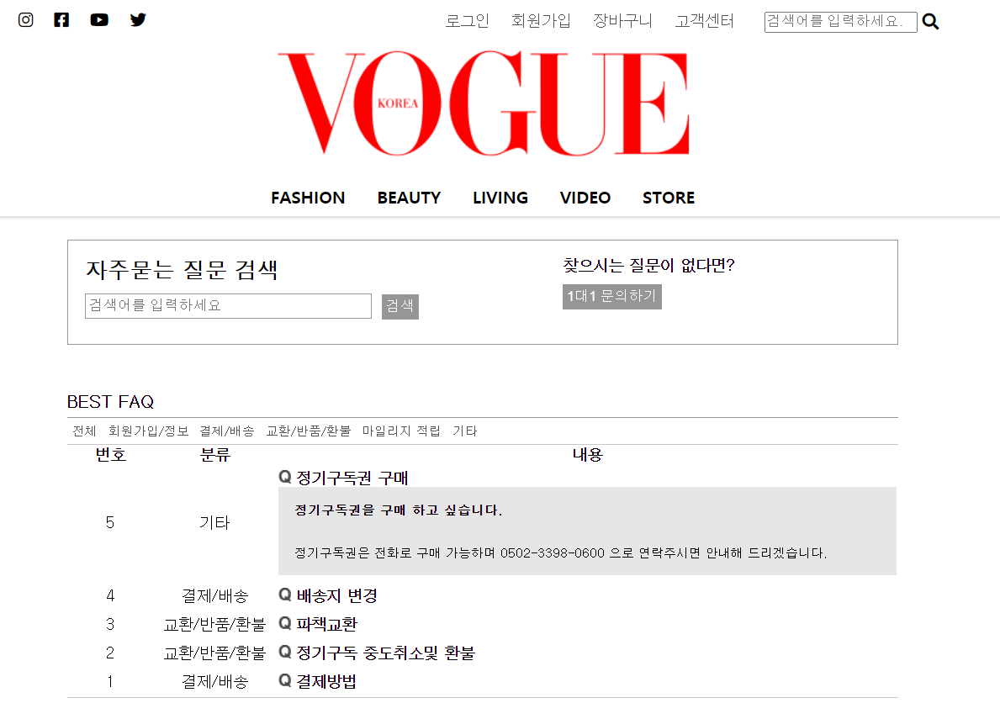 로그인 회원가입 장바구니 고객센터 검색어를 입력하세요.
VOGUE
KOREA
FASHION BEAUTY LIVING VIDEO STORE
자주묻는 질문 검색
검색어를 입력하세요 검색
찾으시는 질문이 없다면?
1대1 문의하기
BEST FAQ
전체 회원가입/정보 결제/배송 교환/반품/환불 마일리지 적립 기타
번호 분류 내용
5 기타 Q 정기구독권 구매
정기구독권을 구매 하고 싶습니다.
정기구독권은 전화로 구매 가능하며 0502-3398-0600 으로 연락주시면 안내해 드리겠습니다.
4 결제/배송 Q 배송지 변경
3 교환/반품/환불 Q 파책교환
2 교환/반품/환불 Q 정기구독 중도취소및 환불
1 결제/배송 Q 결제방법